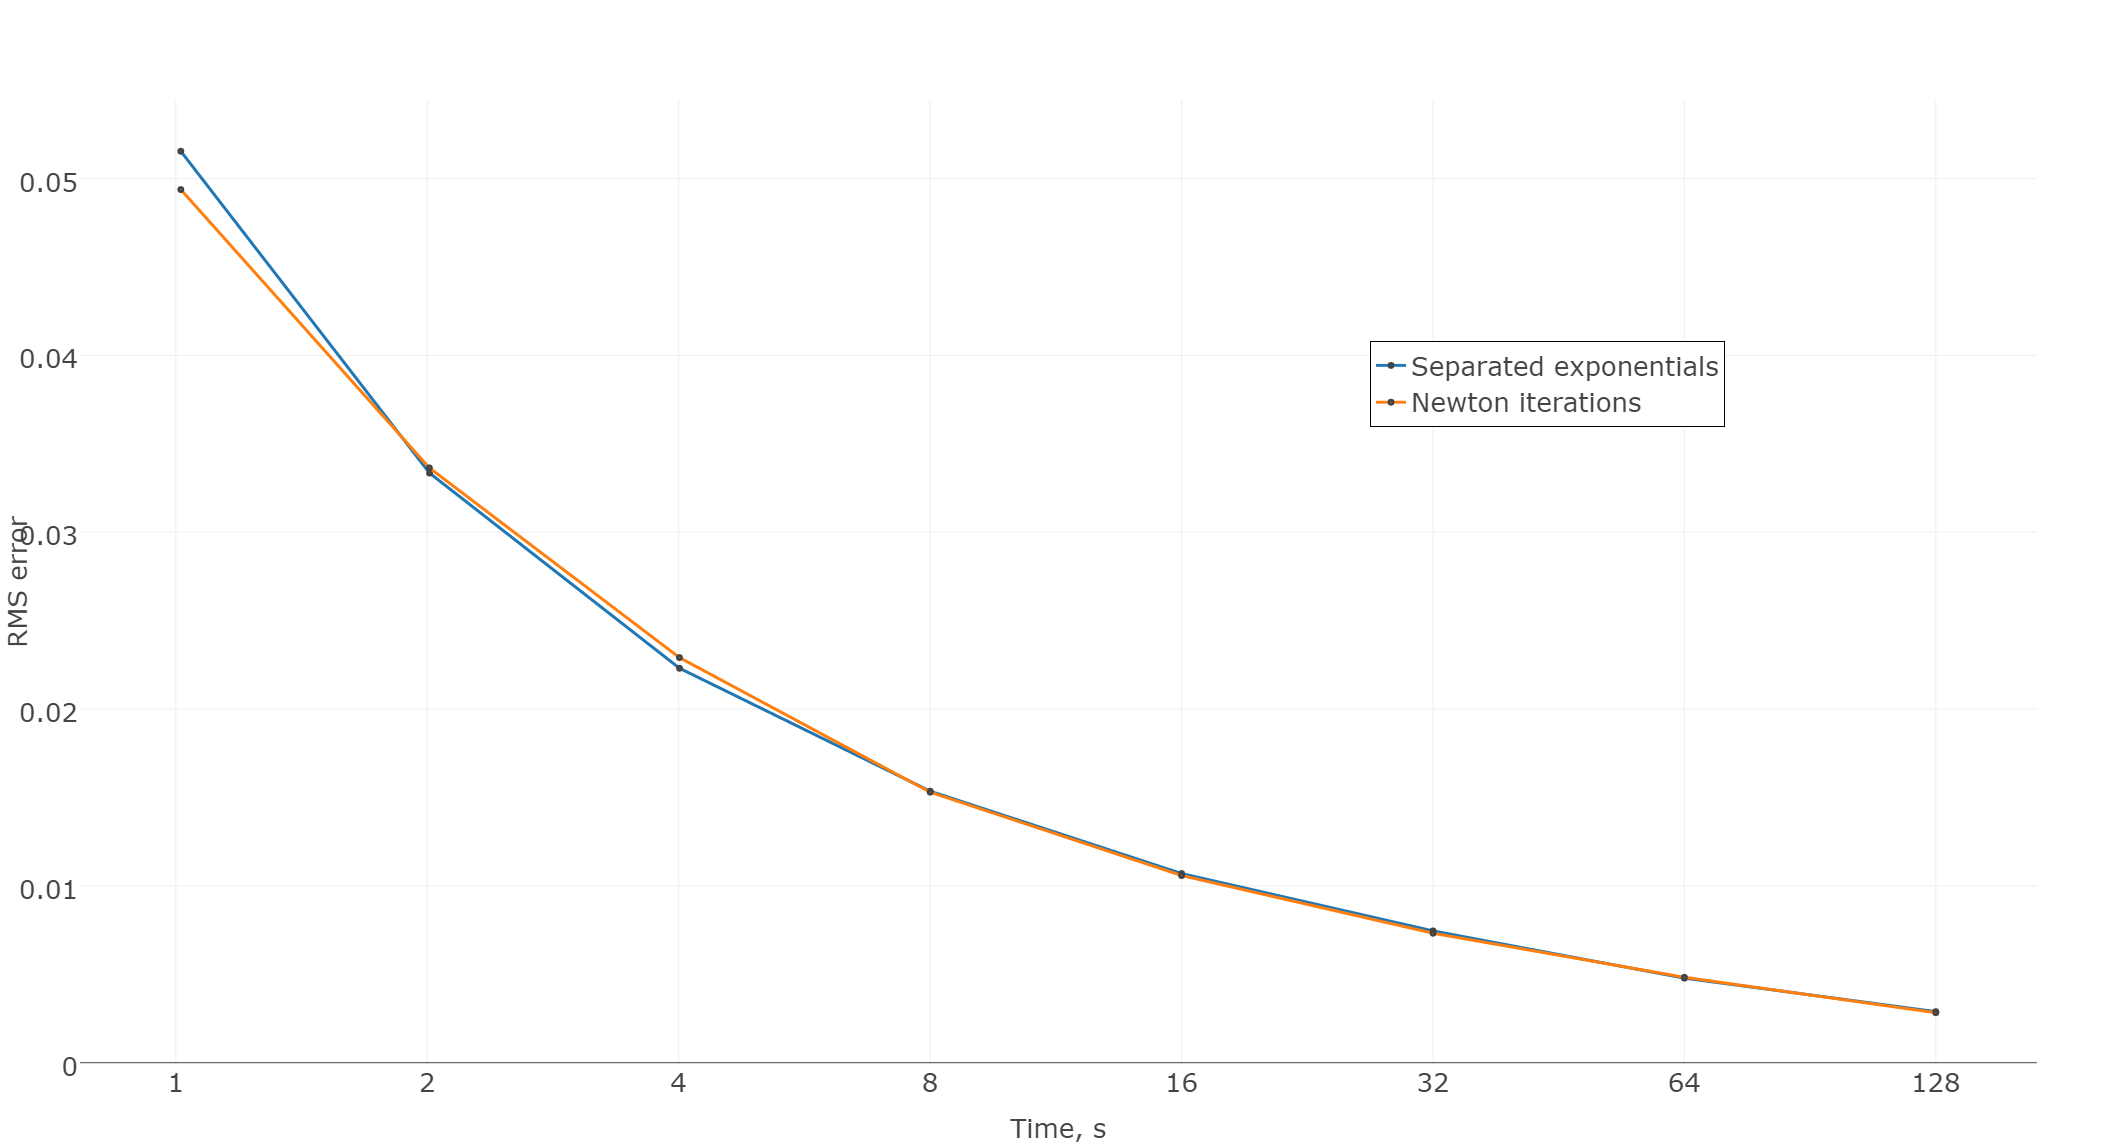 0.05
0.04
0.03
0.02
0.01
0
RMS error
Separated exponentials
Newton iterations
1 2 4 8 16 32 64 128
Time, s